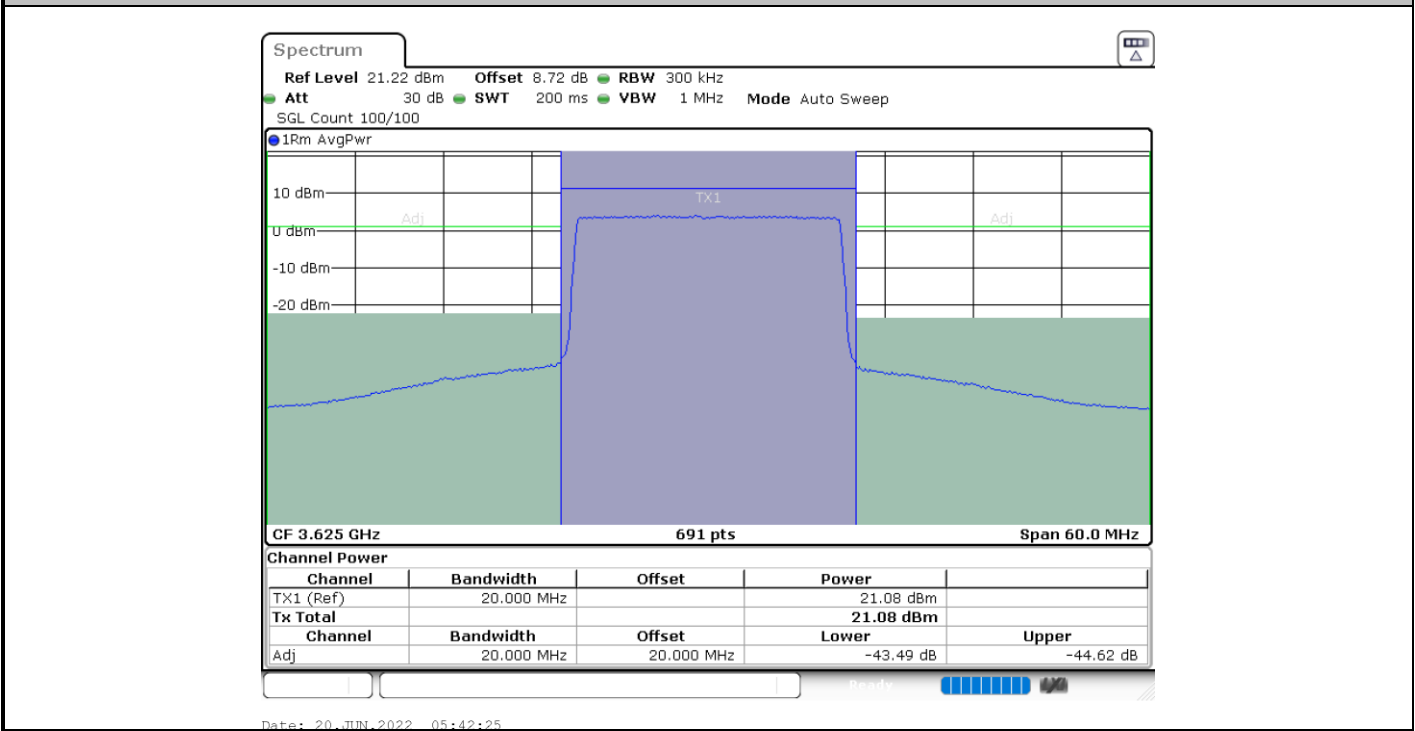 Spectrum
Ref Level 21.22 dBm Offset 8.72 dB RBW 300 kHz
Att 30 dB SWT 200 ms VBW 1 MHz Mode Auto Sweep
SGL Count 100/100
1Rm AvgPwr
10 dBm
TX1
Adj Adj
0 dBm
-10 dBm
-20 dBm
CF 3.625 GHz 691 pts Span 60.0 MHz
Channel Power
Channel Bandwidth Offset Power
TX1 (Ref) 20.000 MHz 21.08 dBm
Tx Total 21.08 dBm
Channel Bandwidth Offset Lower Upper
Adj 20.000 MHz 20.000 MHz -43.49 dB -44.62 dB
Ready
Date: 20.JUN.2022 05:42:25